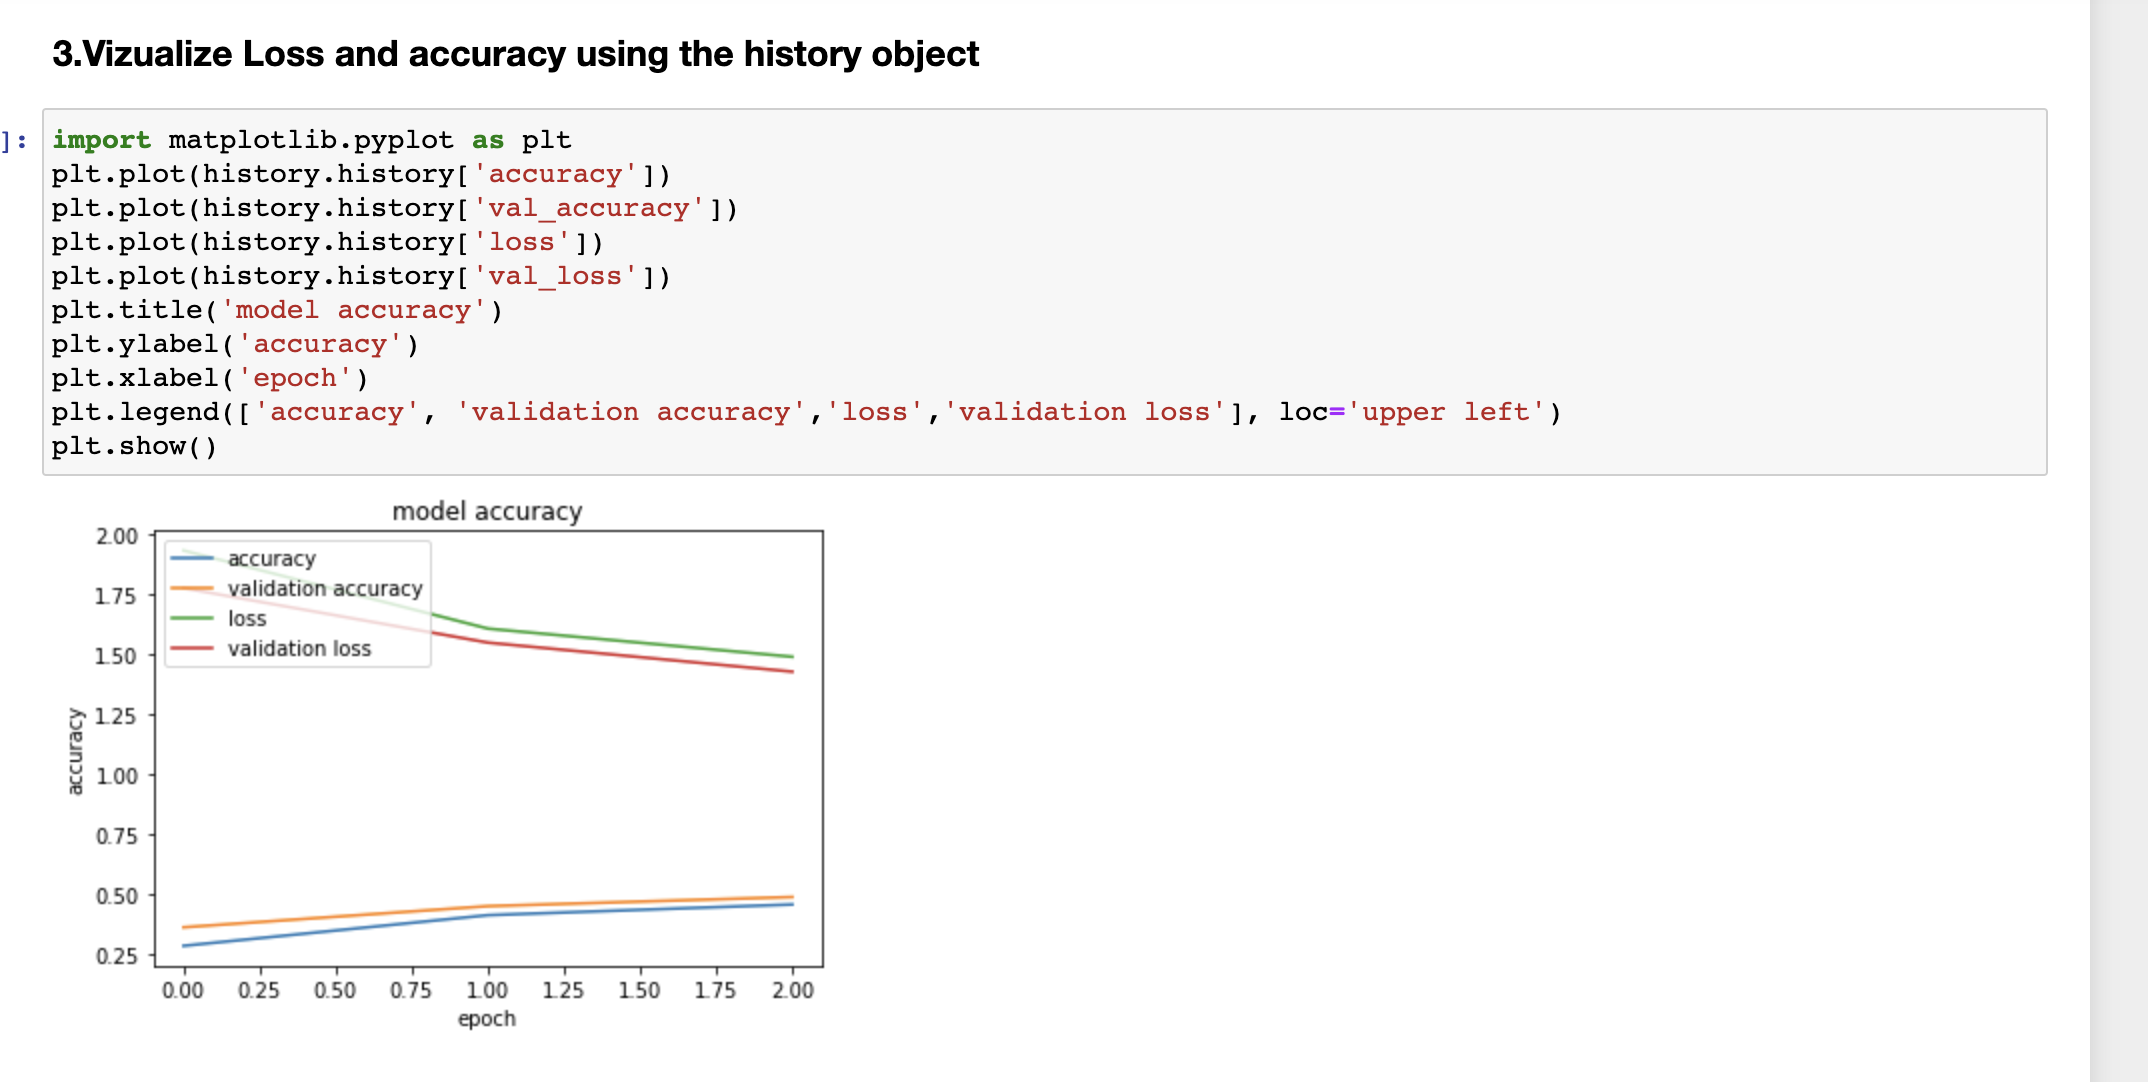 3.Vizualize Loss and accuracy using the history object
]:
import matplotlib.pyplot as plt
plt.plot(history.history['accuracy'])
plt.plot(history.history['val_accuracy'])
plt.plot(history.history['loss'])
plt.plot(history.history['val_loss'])
plt.title('model accuracy')
plt.ylabel('accuracy')
plt.xlabel('epoch')
plt.legend(['accuracy', 'validation accuracy','loss','validation loss'], loc='upper left')
plt.show()
model accuracy
accuracy
validation accuracy
loss
validation loss
2.00
1.75
1.50
1.25
1.00
0.75
0.50
0.25
accuracy
0.00 0.25 0.50 0.75 1.00 1.25 1.50 1.75 2.00
epoch